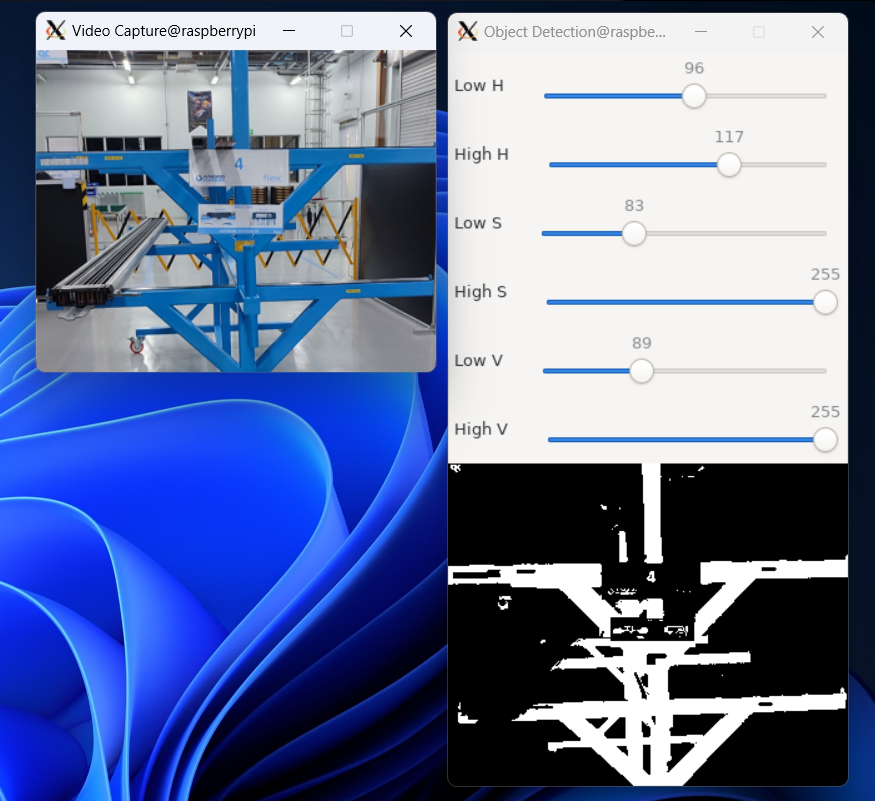 Video Capture@raspberrypi
QC
4
flex
Object Detection@raspbe...
Low H
96
High H
117
Low S
83
High S
255
Low V
89
High V
255
4